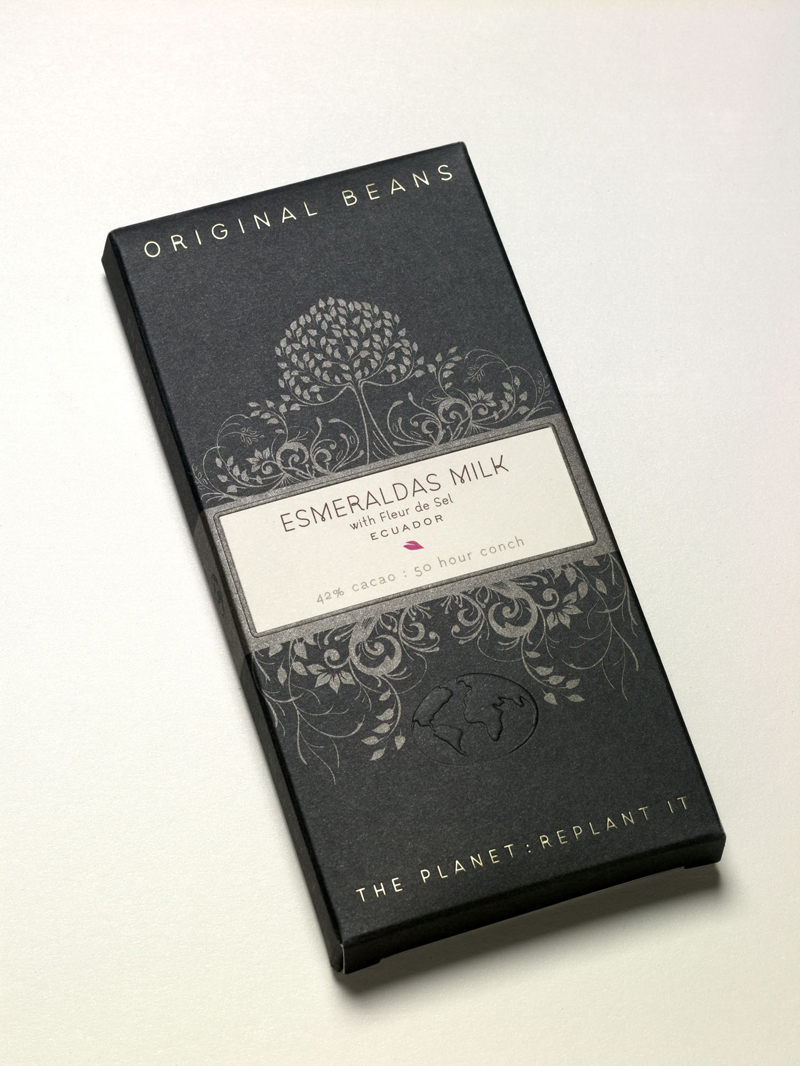 ORIGINAL BEANS
ESMERALDAS MILK
with Fleur de Sel
ECUADOR
42% cacao : 50 hour conch
THE PLANET : REPLANT IT